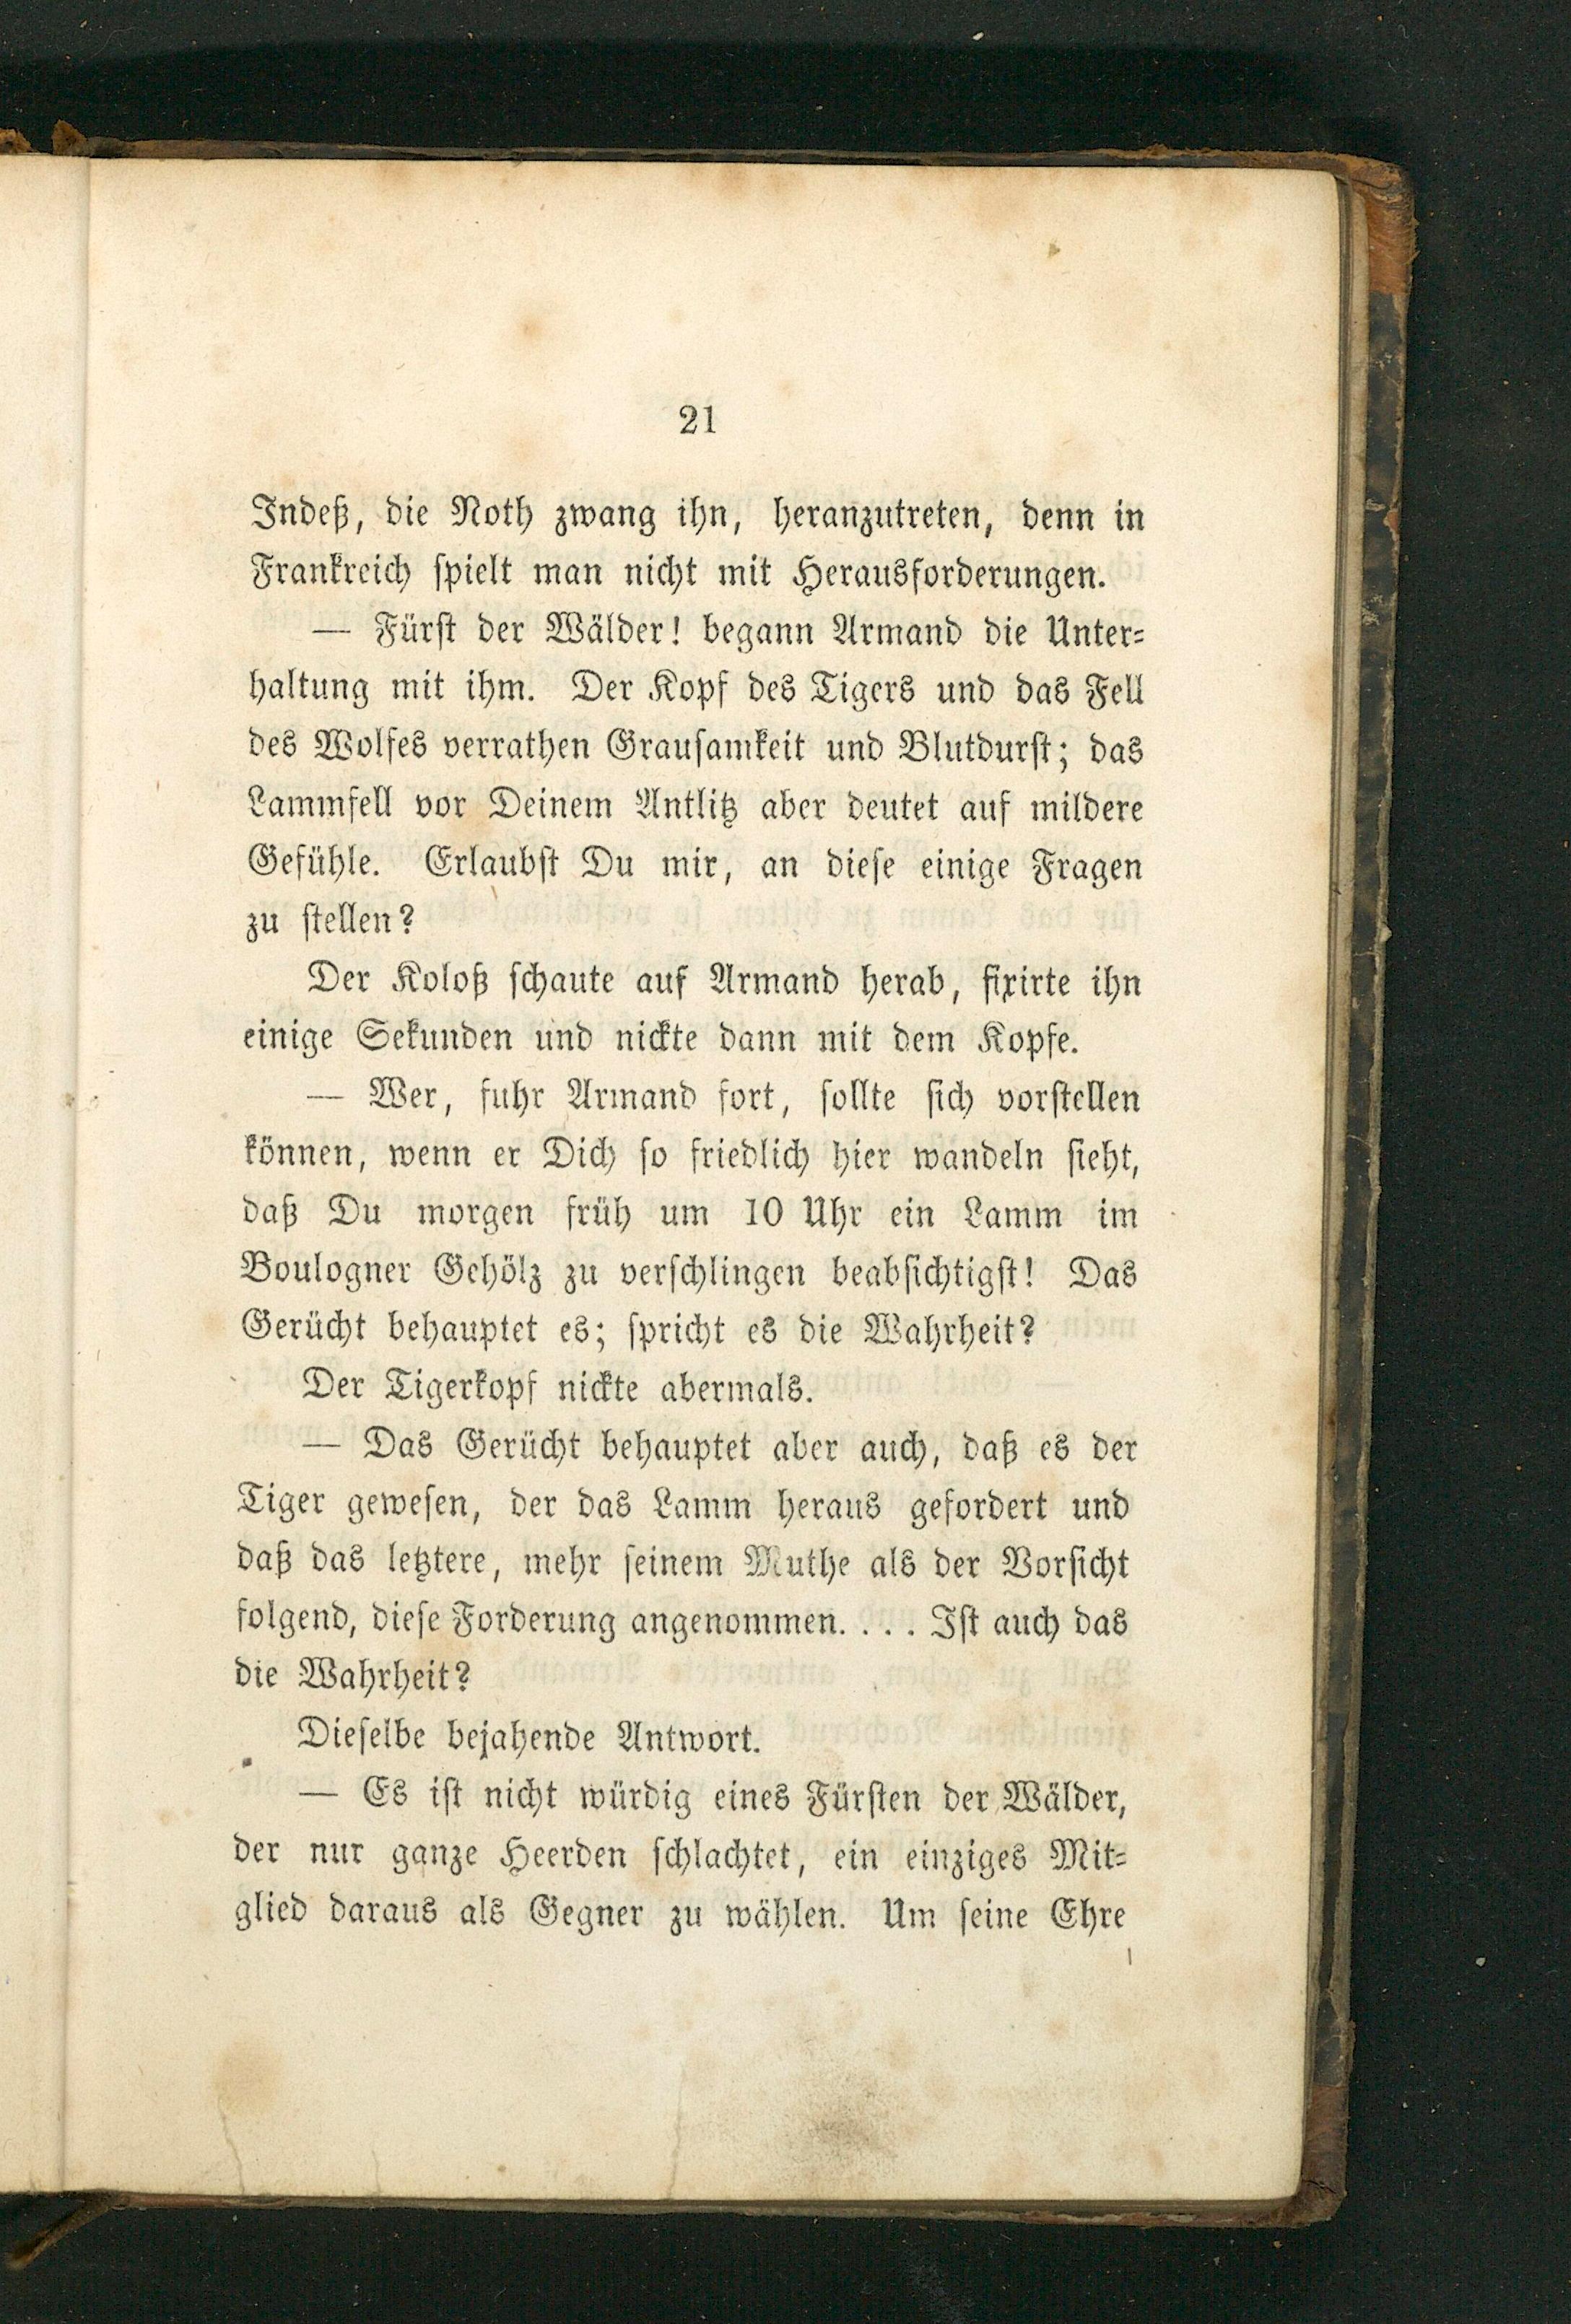 21
Indeß, die Noth zwang ihn, heranzutreten, denn in
Frankreich spielt man nicht mit Herausforderungen.
— Fürst der Wälder! begann Armand die Unter-
haltung mit ihm. Der Kopf des Tigers und das Fell
des Wolfes verrathen Grausamkeit und Blutdurst; das
Lammfell vor Deinem Antlitz aber deutet auf mildere
Gefühle. Erlaubst Du mir, an diese einige Fragen
zu stellen?
Der Koloß schaute auf Armand herab, fixirte ihn
einige Sekunden und nickte dann mit dem Kopfe.
— Wer, fuhr Armand fort, sollte sich vorstellen
können, wenn er Dich so friedlich hier wandeln sieht,
daß Du morgen früh um 10 Uhr ein Lamm im
Boulogner Gehölz zu verschlingen beabsichtigst! Das
Gerücht behauptet es; spricht es die Wahrheit?
Der Tigerkopf nickte abermals.
— Das Gerücht behauptet aber auch, daß es der
Tiger gewesen, der das Lamm heraus gefordert und
daß das letztere, mehr seinem Muthe als der Vorsicht
folgend, diese Forderung angenommen. . . . Ist auch das
die Wahrheit?
Dieselbe bejahende Antwort.
— Es ist nicht würdig eines Fürsten der Wälder,
der nur ganze Heerden schlachtet, ein einziges Mit-
glied daraus als Gegner zu wählen. Um seine Ehre